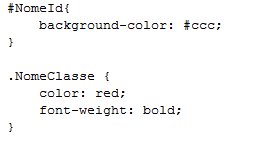 #NomeId{
    background-color: #ccc;
}

.NomeClasse {
    color: red;
    font-weight: bold;
}